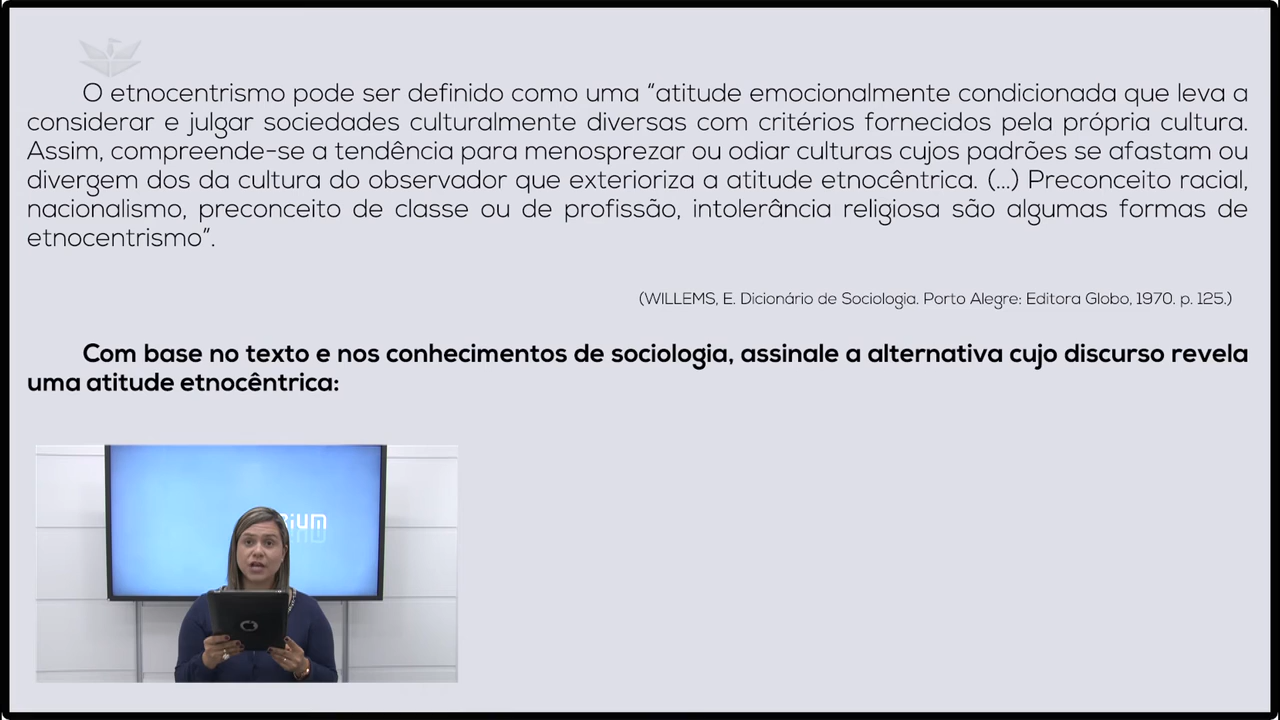 O etnocentrismo pode ser definido como uma “atitude emocionalmente condicionada que leva a
considerar e julgar sociedades culturalmente diversas com critérios fornecidos pela própria cultura.
Assim, compreende-se a tendência para menosprezar ou odiar culturas cujos padrões se afastam ou
divergem dos da cultura do observador que exterioriza a atitude etnocêntrica. (...) Preconceito racial,
nacionalismo, preconceito de classe ou de profissão, intolerância religiosa são algumas formas de
etnocentrismo”.
(WILLEMS, E. Dicionário de Sociologia. Porto Alegre: Editora Globo, 1970. p. 125.)
Com base no texto e nos conhecimentos de sociologia, assinale a alternativa cujo discurso revela
uma atitude etnocêntrica: